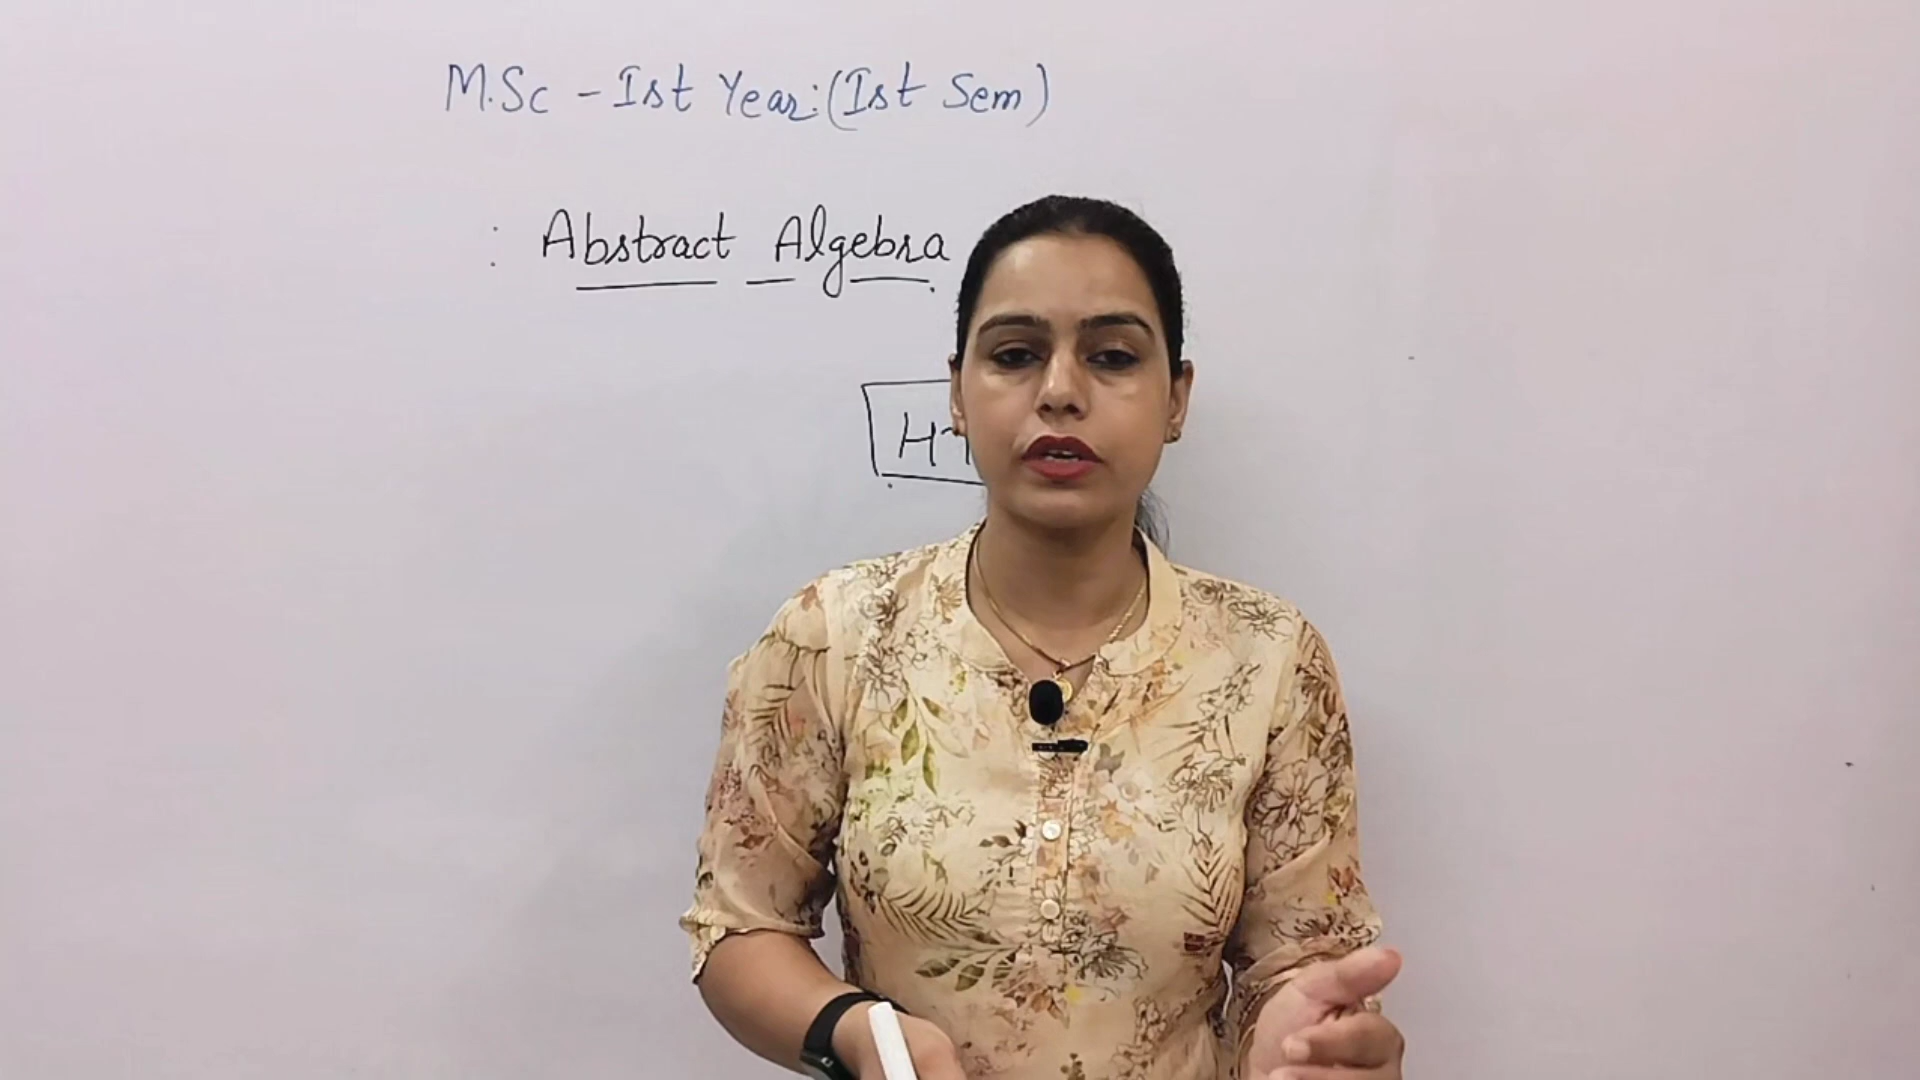 M.Sc - Ist Year: (Ist Sem)
: Abstract Algebra